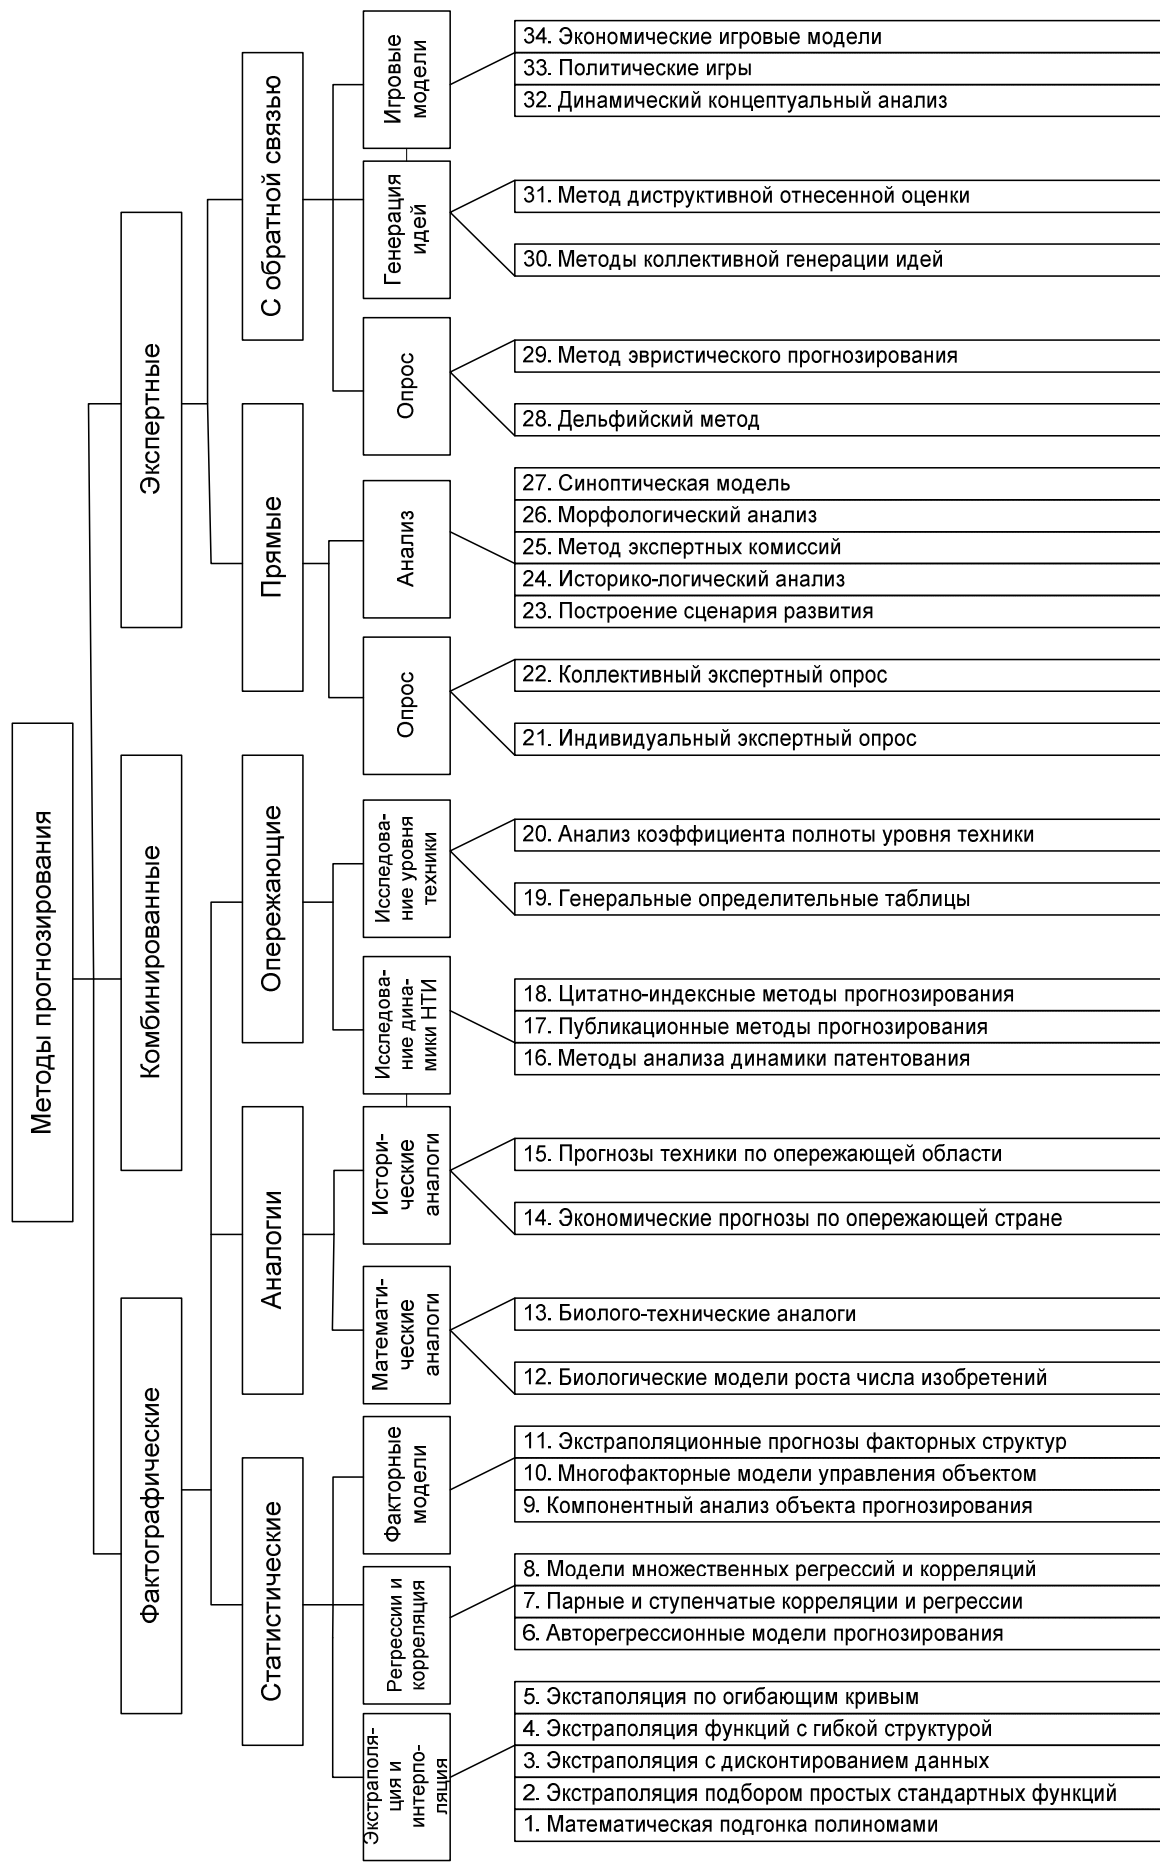 Методы прогнозирования
Экспертные
Комбинированные
Фактографические
С обратной связью
Прямые
Опережающие
Аналогии
Статистические
Игровые
модели
34. Экономические игровые модели
33. Политические игры
32. Динамический концептуальный анализ
Генерация
идей
31. Метод диструктивной отнесенной оценки
30. Методы коллективной генерации идей
Опрос
29. Метод эвристического прогнозирования
28. Дельфийский метод
Анализ
27. Синоптическая модель
26. Морфологический анализ
25. Метод экспертных комиссий
24. Историко-логический анализ
23. Построение сценария развития
Опрос
22. Коллективный экспертный опрос
21. Индивидуальный экспертный опрос
Исследова-
ние уровня
техники
20. Анализ коэффициента полноты уровня техники
19. Генеральные определительные таблицы
Исследова-
ние дина-
мики НТИ
18. Цитатно-индексные методы прогнозирования
17. Публикационные методы прогнозирования
16. Методы анализа динамики патентования
Истори-
ческие
аналоги
15. Прогнозы техники по опережающей области
14. Экономические прогнозы по опережающей стране
Математи-
ческие
аналоги
13. Биолого-технические аналоги
12. Биологические модели роста числа изобретений
Факторные
модели
11. Экстраполяционные прогнозы факторных структур
10. Многофакторные модели управления объектом
9. Компонентный анализ объекта прогнозирования
Регрессии и
корреляция
8. Модели множественных регрессий и корреляций
7. Парные и ступенчатые корреляции и регрессии
6. Авторегрессионные модели прогнозирования
Экстраполя-
ция и
интерпо-
ляция
5. Экстаполяция по огибающим кривым
4. Экстраполяция функций с гибкой структурой
3. Экстраполяция с дисконтированием данных
2. Экстраполяция подбором простых стандартных функций
1. Математическая подгонка полиномами